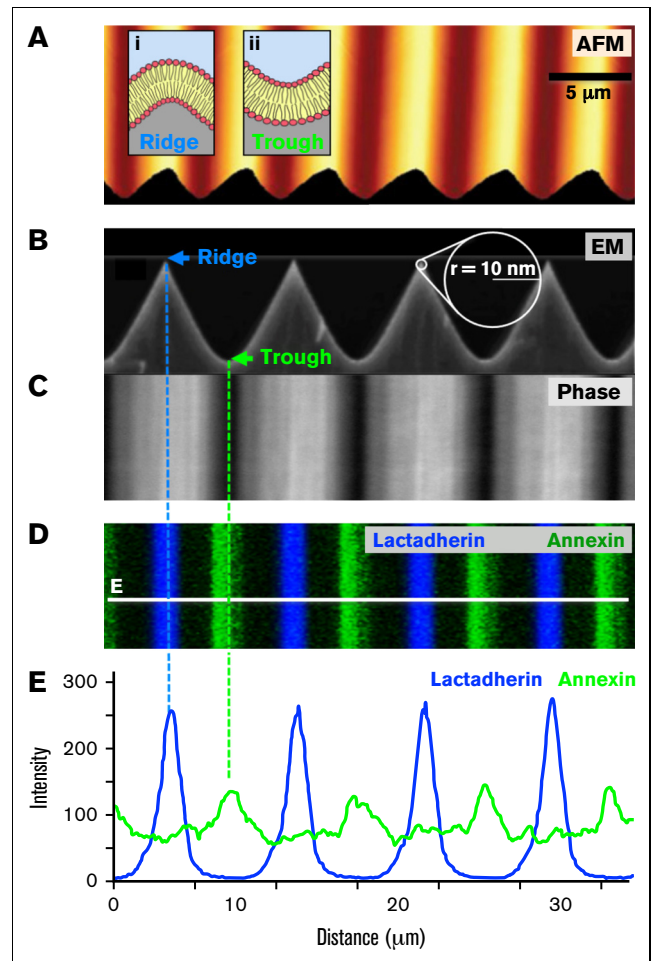 A
i
ii
AFM
5 μm
Ridge
Trough
B
EM
Ridge
r = 10 nm
Trough
C
Phase
D
Lactadherin Annexin
E
E
Lactadherin Annexin
300
200
100
0
Intensity
0 10 20 30
Distance (μm)